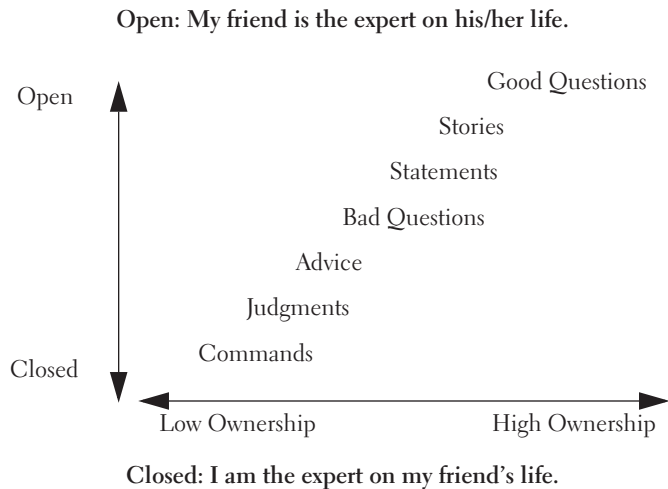 Open: My friend is the expert on his/her life.
Good Questions
Open
Stories
Statements
Bad Questions
Advice
Judgments
Commands
Closed
Low Ownership High Ownership
Closed: I am the expert on my friend's life.